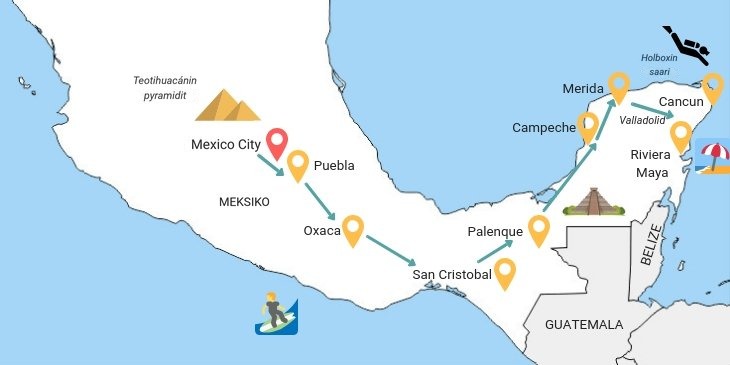 Teotihuacánin
pyramidit
Mexico City
Puebla
MEKSIKO
Oxaca
San Cristobal
Palenque
Campeche
Merida
Holboxin
saari
Cancun
Valladolid
Riviera
Maya
BELIZE
GUATEMALA